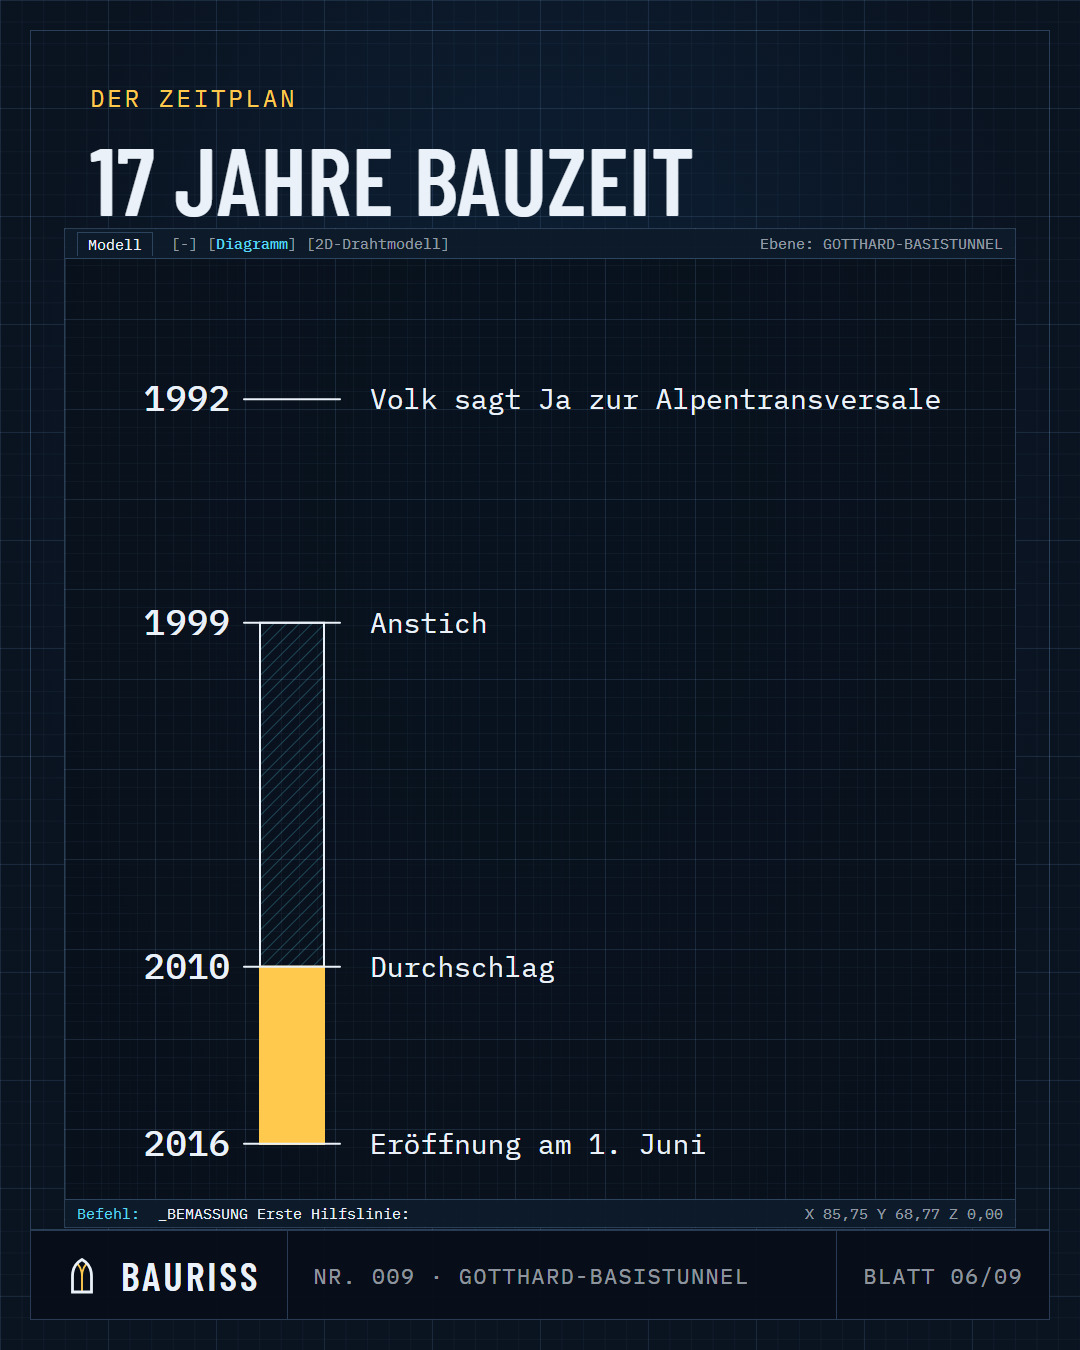 DER ZEITPLAN
17 JAHRE BAUZEIT
Modell [-] [Diagramm] [2D-Drahtmodell] Ebene: GOTTHARD-BASISTUNNEL
1992 Volk sagt Ja zur Alpentransversale
1999 Anstich
2010 Durchschlag
2016 Eröffnung am 1. Juni
Befehl: _BEMASSUNG Erste Hilfslinie: X 85,75 Y 68,77 Z 0,00
BAURISS NR. 009 · GOTTHARD-BASISTUNNEL BLATT 06/09